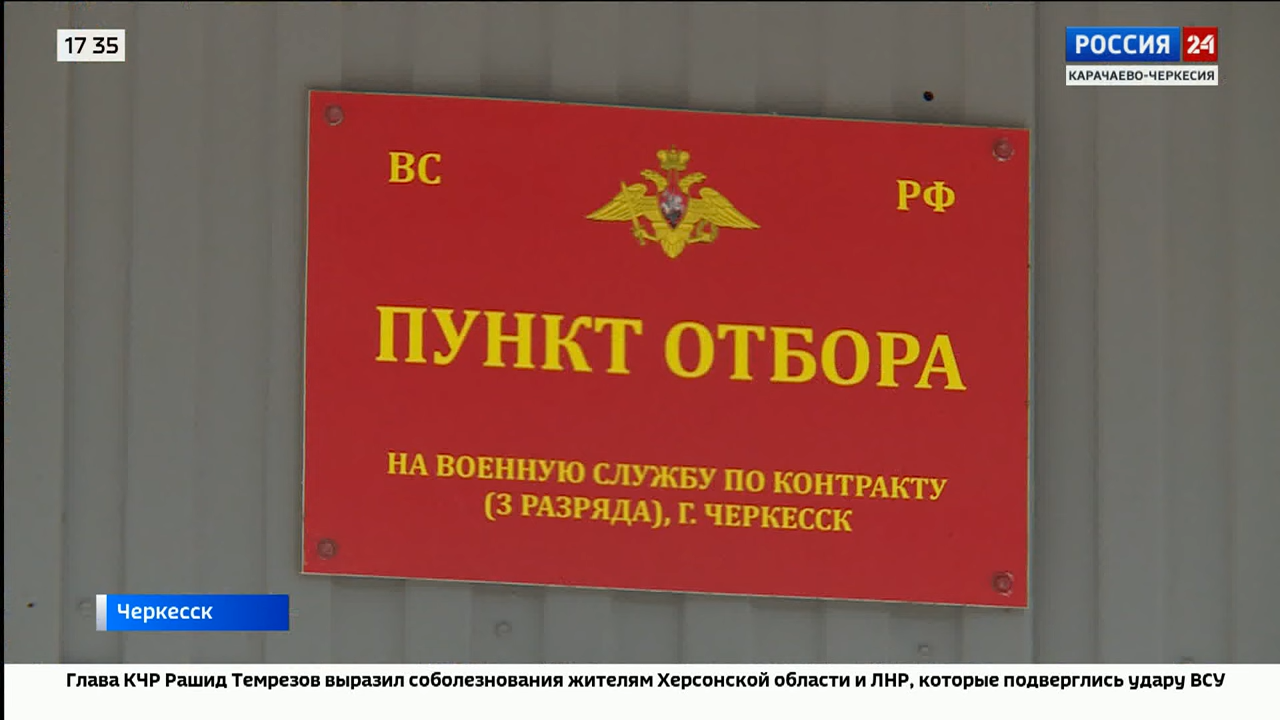 17 35
РОССИЯ 24
КАРАЧАЕВО-ЧЕРКЕСИЯ
ВС
РФ
ПУНКТ ОТБОРА
НА ВОЕННУЮ СЛУЖБУ ПО КОНТРАКТУ
(3 РАЗРЯДА), Г. ЧЕРКЕССК
Черкесск
Глава КЧР Рашид Темрезов выразил соболезнования жителям Херсонской области и ЛНР, которые подверглись удару ВСУ